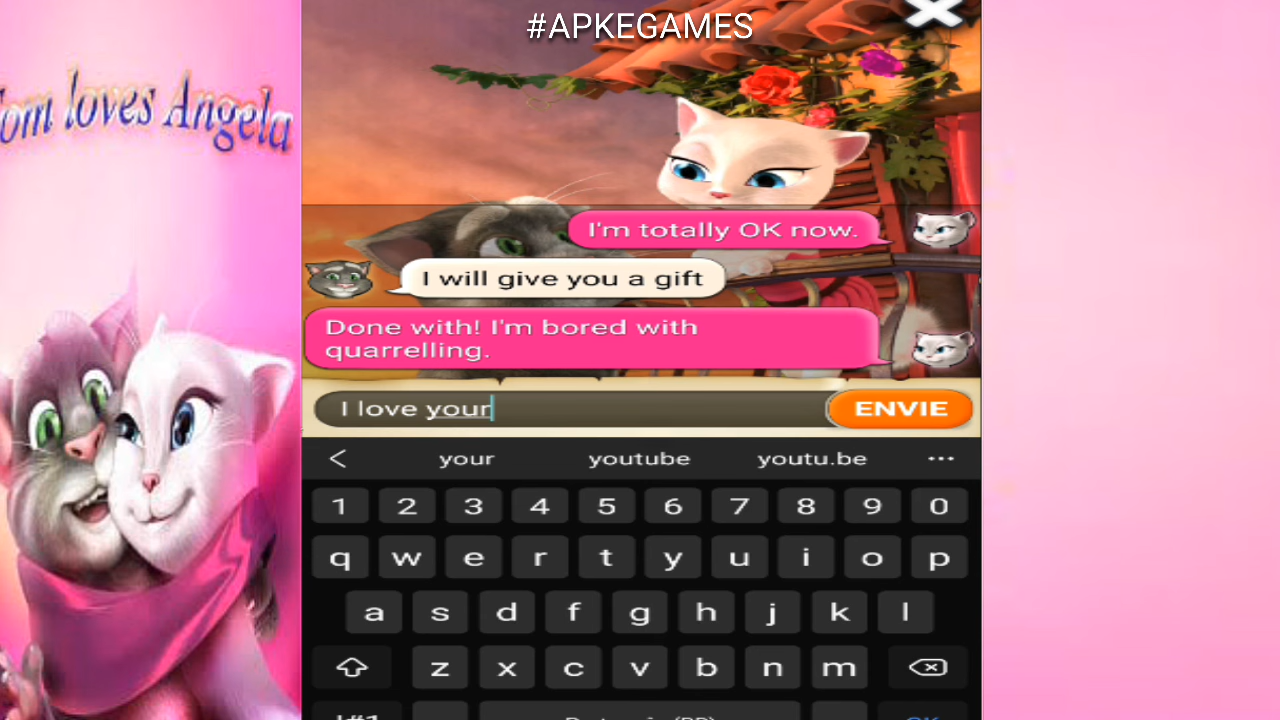 #APKEGAMES
loves Angela
I'm totally OK now.
I will give you a gift
Done with! I'm bored with
quarrelling.
I love your
ENVIE
your youtube youtu.be
1 2 3 4 5 6 7 8 9 0
q w e r t y u i o p
a s d f g h j k l
z x c v b n m